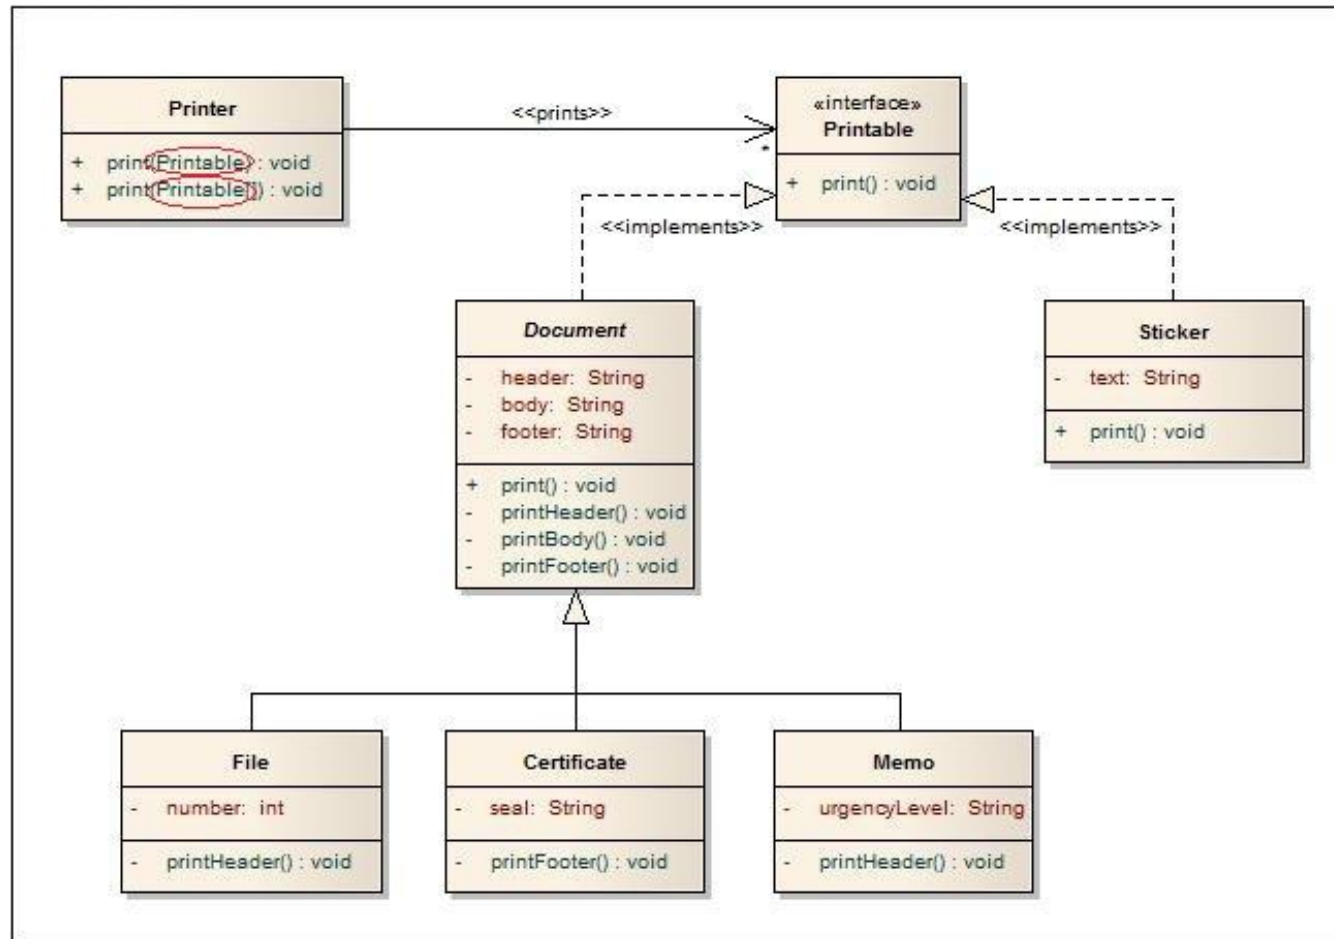 Printer
+ print(Printable) : void
+ print(Printable[]) : void
<<prints>>
*
«interface»
Printable
+ print() : void
<<implements>>
<<implements>>
Document
- header: String
- body: String
- footer: String
+ print() : void
- printHeader() : void
- printBody() : void
- printFooter() : void
Sticker
- text: String
+ print() : void
File
- number: int
- printHeader() : void
Certificate
- seal: String
- printFooter() : void
Memo
- urgencyLevel: String
- printHeader() : void